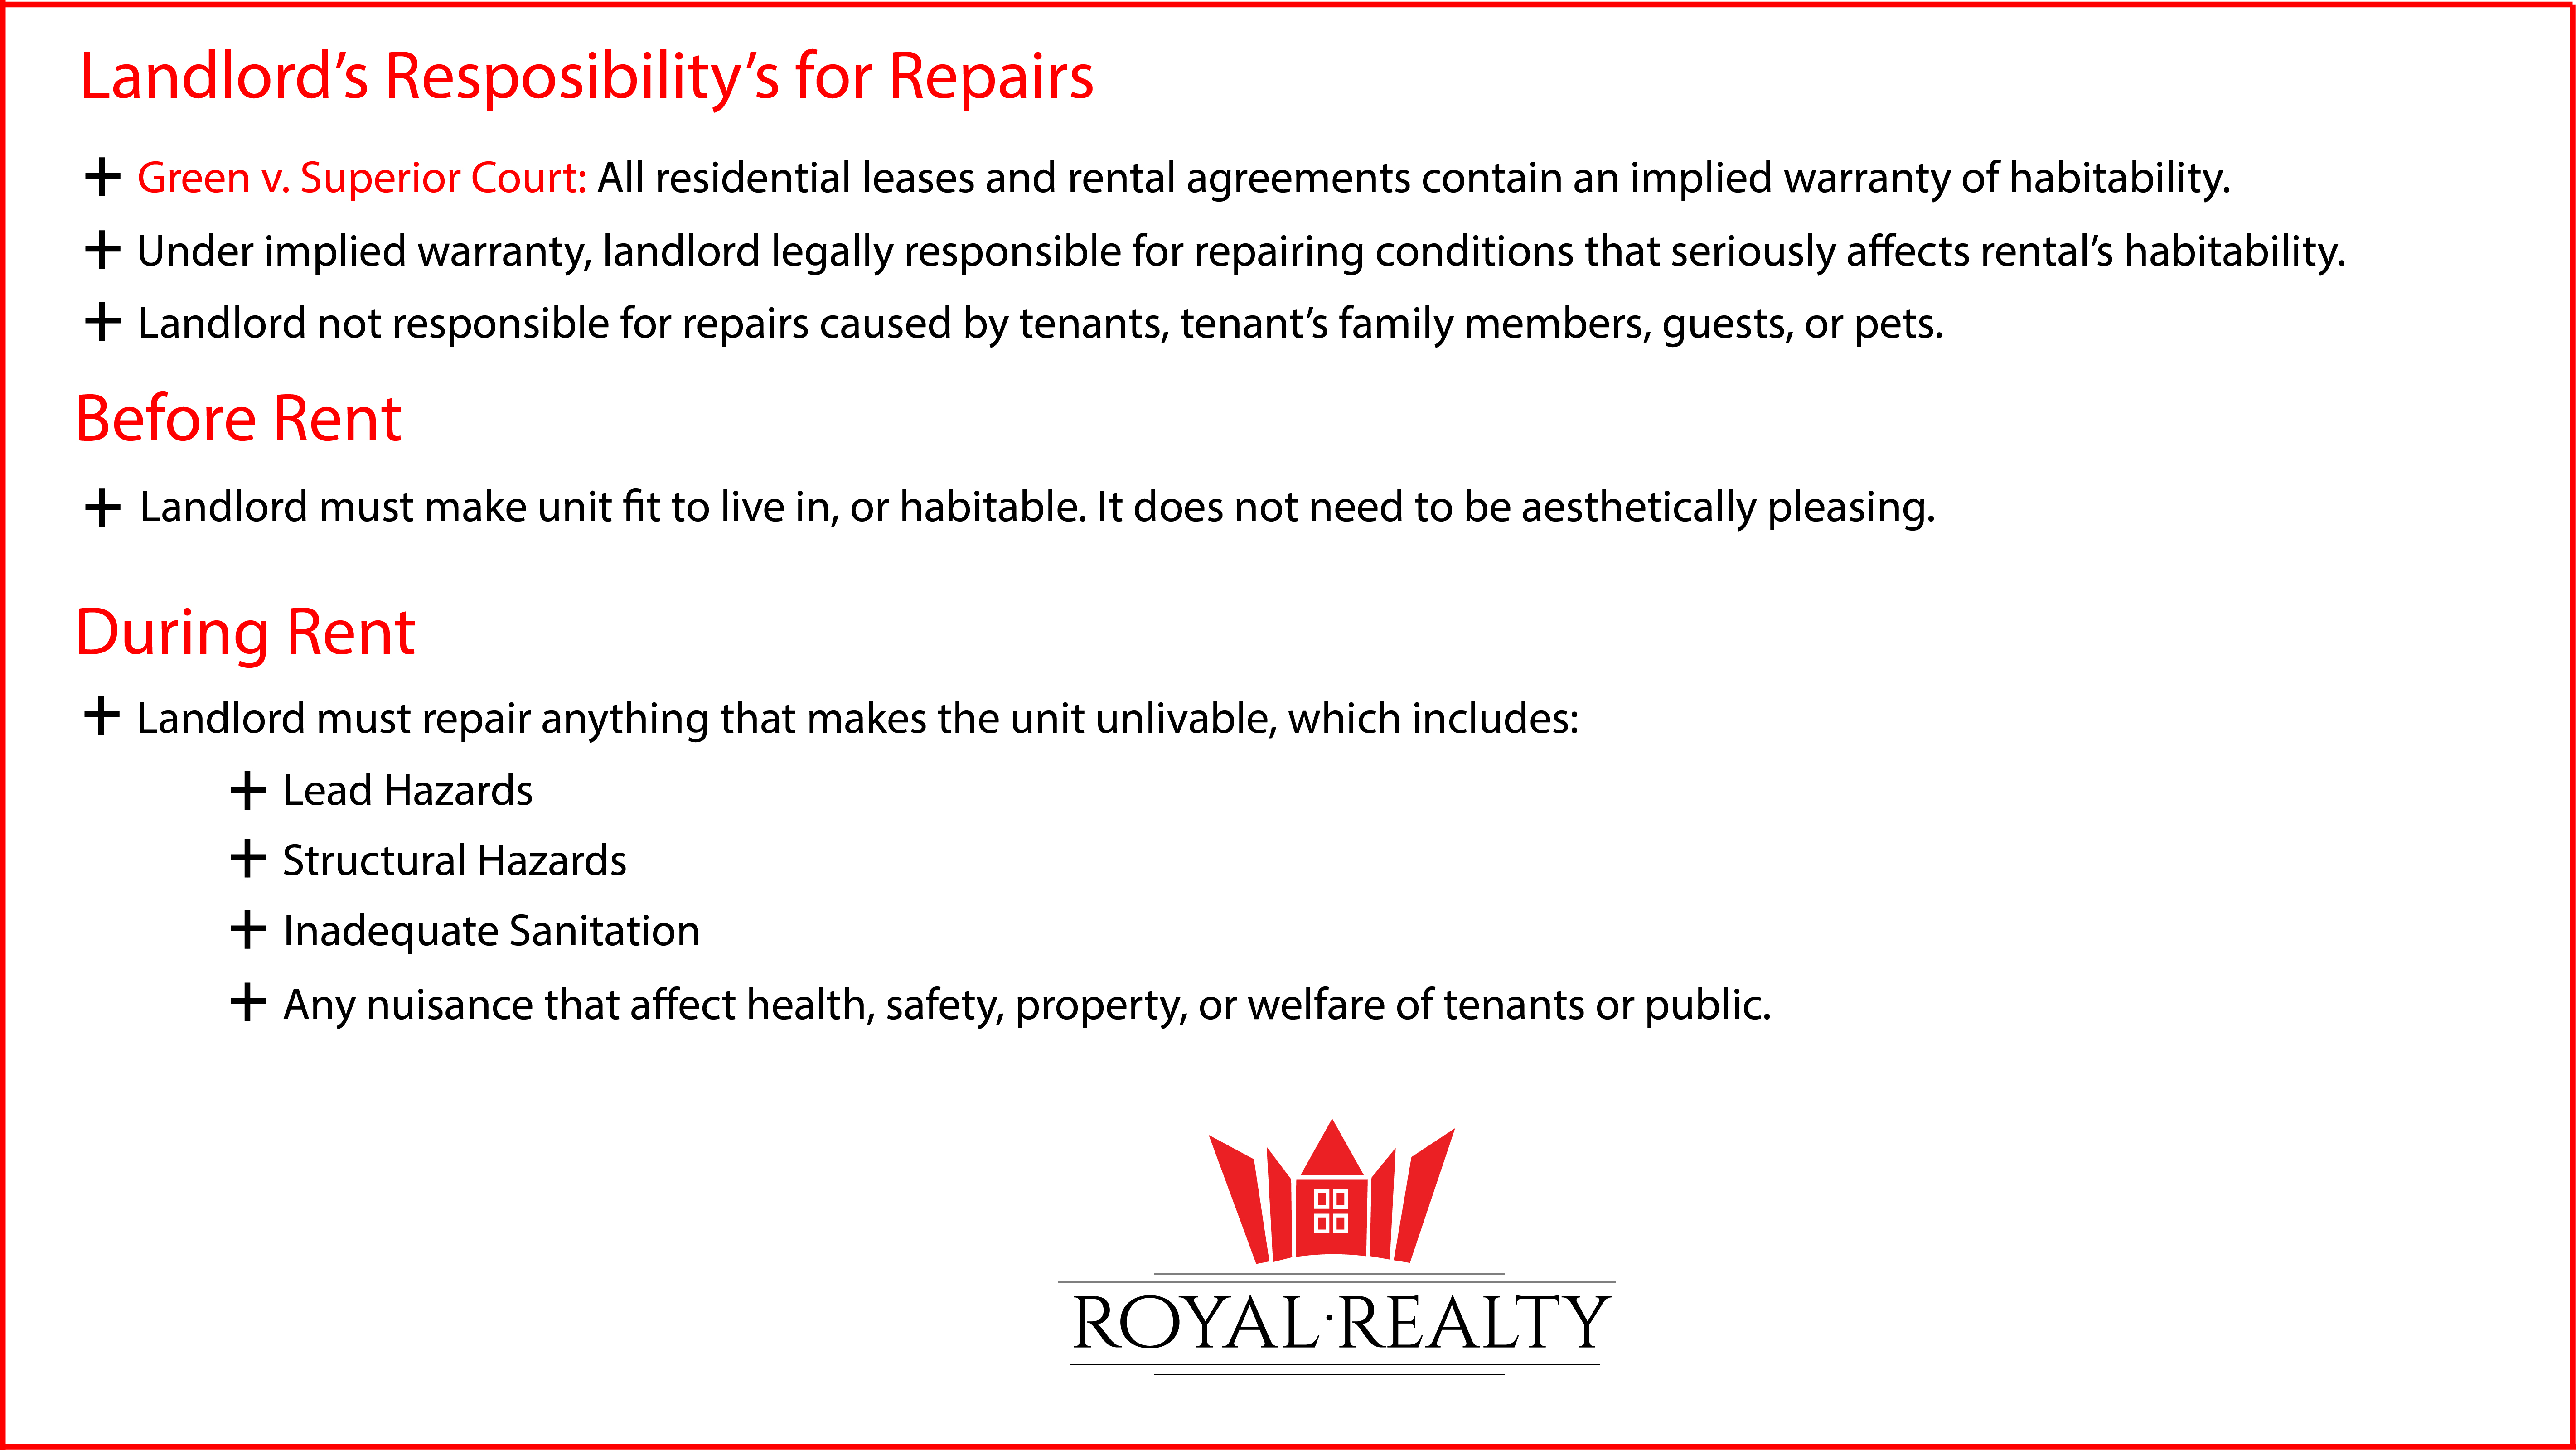 Landlord’s Resposibility’s for Repairs
+ Green v. Superior Court: All residential leases and rental agreements contain an implied warranty of habitability.
+ Under implied warranty, landlord legally responsible for repairing conditions that seriously affects rental’s habitability.
+ Landlord not responsible for repairs caused by tenants, tenant’s family members, guests, or pets.
Before Rent
+ Landlord must make unit fit to live in, or habitable. It does not need to be aesthetically pleasing.
During Rent
+ Landlord must repair anything that makes the unit unlivable, which includes:
+ Lead Hazards
+ Structural Hazards
+ Inadequate Sanitation
+ Any nuisance that affect health, safety, property, or welfare of tenants or public.
ROYAL·REALTY